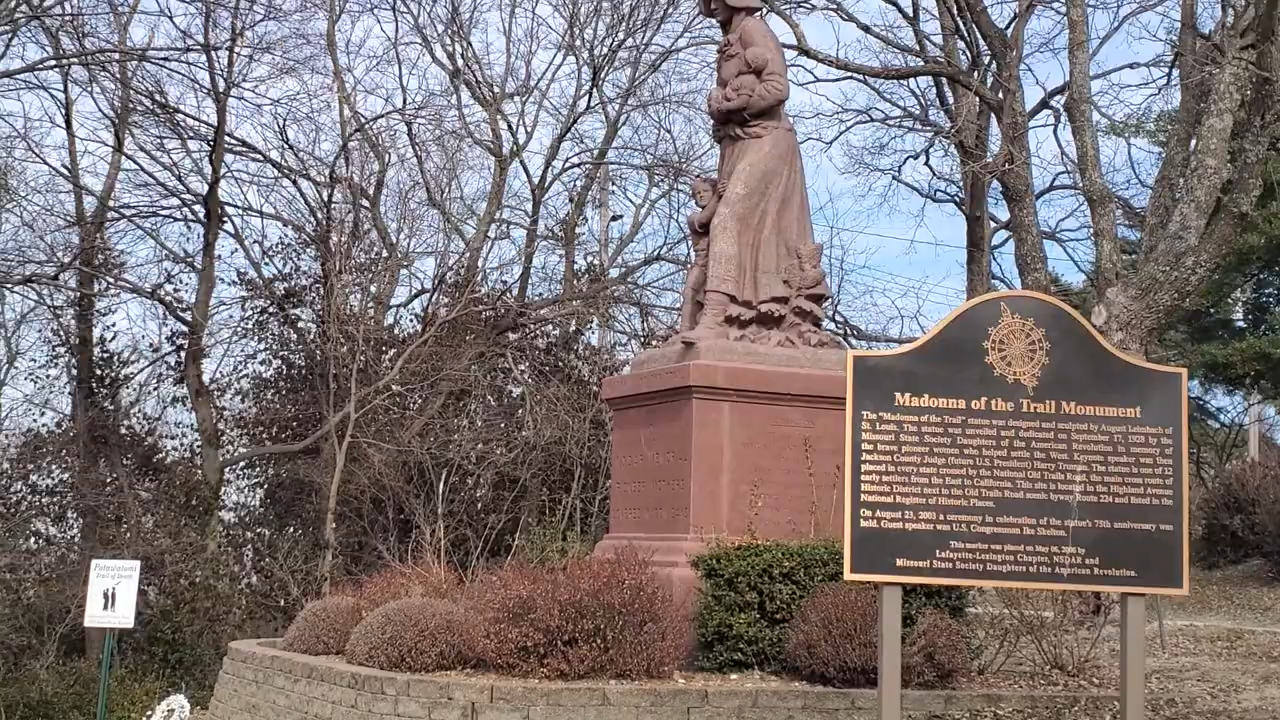 Madonna of the Trail Monument
The "Madonna of the Trail" statue was designed and sculpted by August Leimbach of
St. Louis. The statue was unveiled and dedicated on September 17, 1928 by the
Missouri State Society Daughters of the American Revolution in memory of
the brave pioneer women who helped settle the West. Keynote speaker was then
Jackson County Judge (future U.S. President) Harry Truman. The statue is one of 12
placed in every state crossed by the National Old Trails Road, the main cross route of
early settlers from the East to California. This site is located in the Highland Avenue
Historic District next to the Old Trails Road scenic byway Route 224 and listed in the
National Register of Historic Places.
On August 23, 2003 a ceremony in celebration of the statue's 75th anniversary was
held. Guest speaker was U.S. Congressman Ike Skelton.
This marker was placed on May 06, 2006 by
Lafayette-Lexington Chapter, NSDAR and
Missouri State Society Daughters of the American Revolution.
Potawatomi
Trail of Death